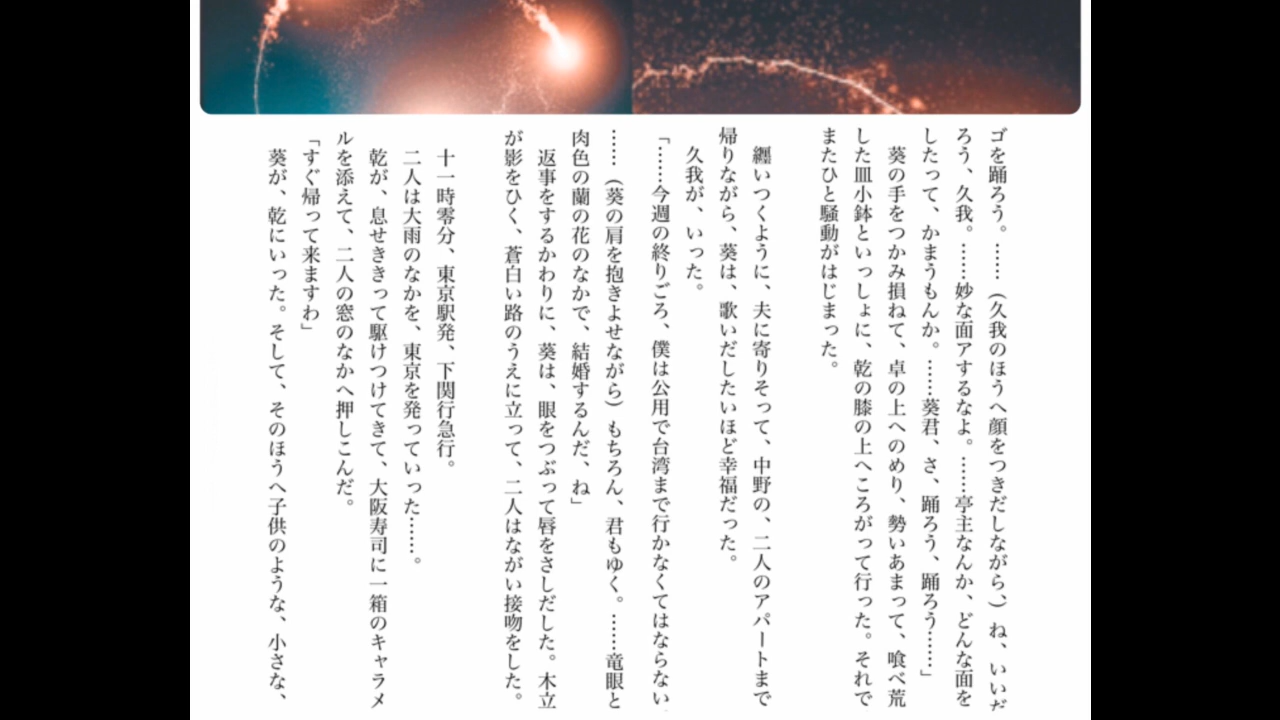 ゴを踊ろう。……（久我のほうへ顔をつきだしながら、）ね、いいだ
ろう、久我。……妙な面アするなよ。……亭主なんか、どんな面を
したって、かまうもんか。……葵君、さ、踊ろう、踊ろう……」
葵の手をつかみ損ねて、卓の上へのめり、勢いあまって、喰べ荒
した皿小鉢といっしょに、乾の膝の上へころがって行った。それで
またひと騒動がはじまった。
纒いつくように、夫に寄りそって、中野の、二人のアパートまで
帰りながら、葵は、歌いだしたいほど幸福だった。
久我が、いった。
「……今週の終りごろ、僕は公用で台湾まで行かなくてはならない
……（葵の肩を抱きよせながら）もちろん、君もゆく。……竜眼と
肉色の蘭の花のなかで、結婚するんだ、ね」
返事をするかわりに、葵は、眼をつぶって唇をさしだした。木立
が影をひく、蒼白い路のうえに立って、二人はながい接吻をした。
十一時零分、東京駅発、下関行急行。
二人は大雨のなかを、東京を発っていった……。
乾が、息せききって駆けつけてきて、大阪寿司に一箱のキャラメ
ルを添えて、二人の窓のなかへ押しこんだ。
「すぐ帰って来ますわ」
葵が、乾にいった。そして、そのほうへ子供のような、小さな、